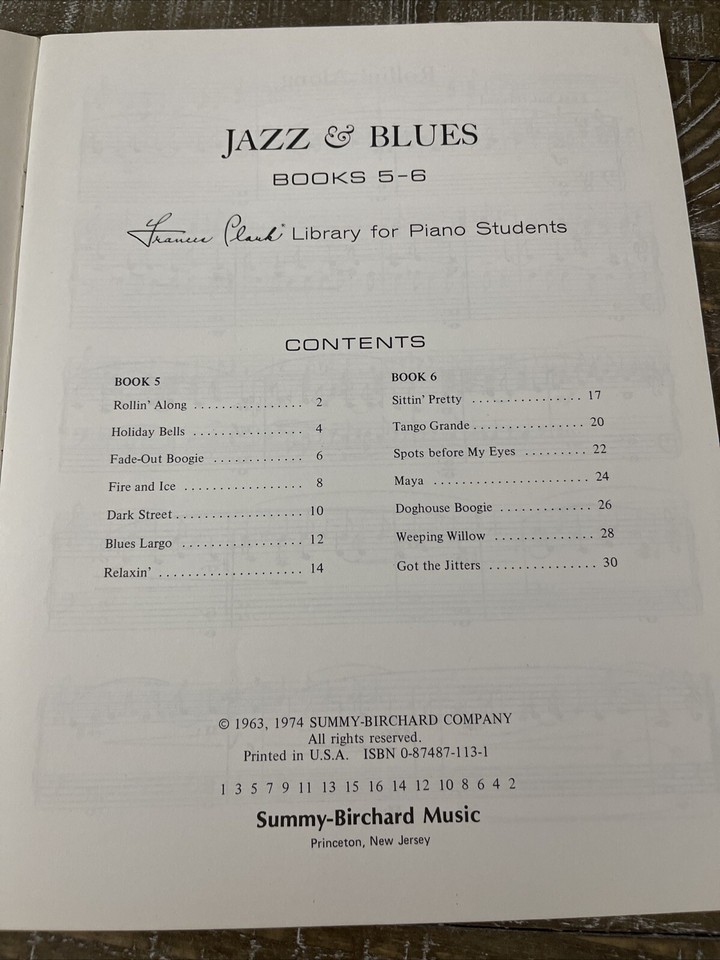 JAZZ & BLUES
BOOKS 5-6
Frances Clark® Library for Piano Students
CONTENTS
BOOK 5
Rollin' Along ................ 2
Holiday Bells ................ 4
Fade-Out Boogie ............. 6
Fire and Ice ................. 8
Dark Street .................. 10
Blues Largo ................. 12
Relaxin' ..................... 14
BOOK 6
Sittin' Pretty ................ 17
Tango Grande ................ 20
Spots before My Eyes ......... 22
Maya ....................... 24
Doghouse Boogie ............. 26
Weeping Willow .............. 28
Got the Jitters ............... 30
© 1963, 1974 SUMMY-BIRCHARD COMPANY
All rights reserved.
Printed in U.S.A. ISBN 0-87487-113-1
1 3 5 7 9 11 13 15 16 14 12 10 8 6 4 2
Summy-Birchard Music
Princeton, New Jersey